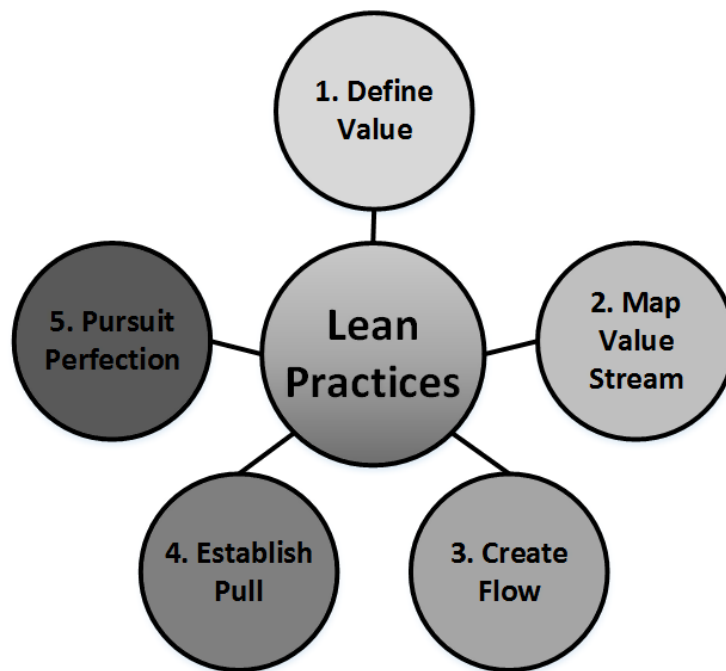 1. Define
Value
2. Map
Value
Stream
3. Create
Flow
4. Establish
Pull
5. Pursuit
Perfection
Lean
Practices